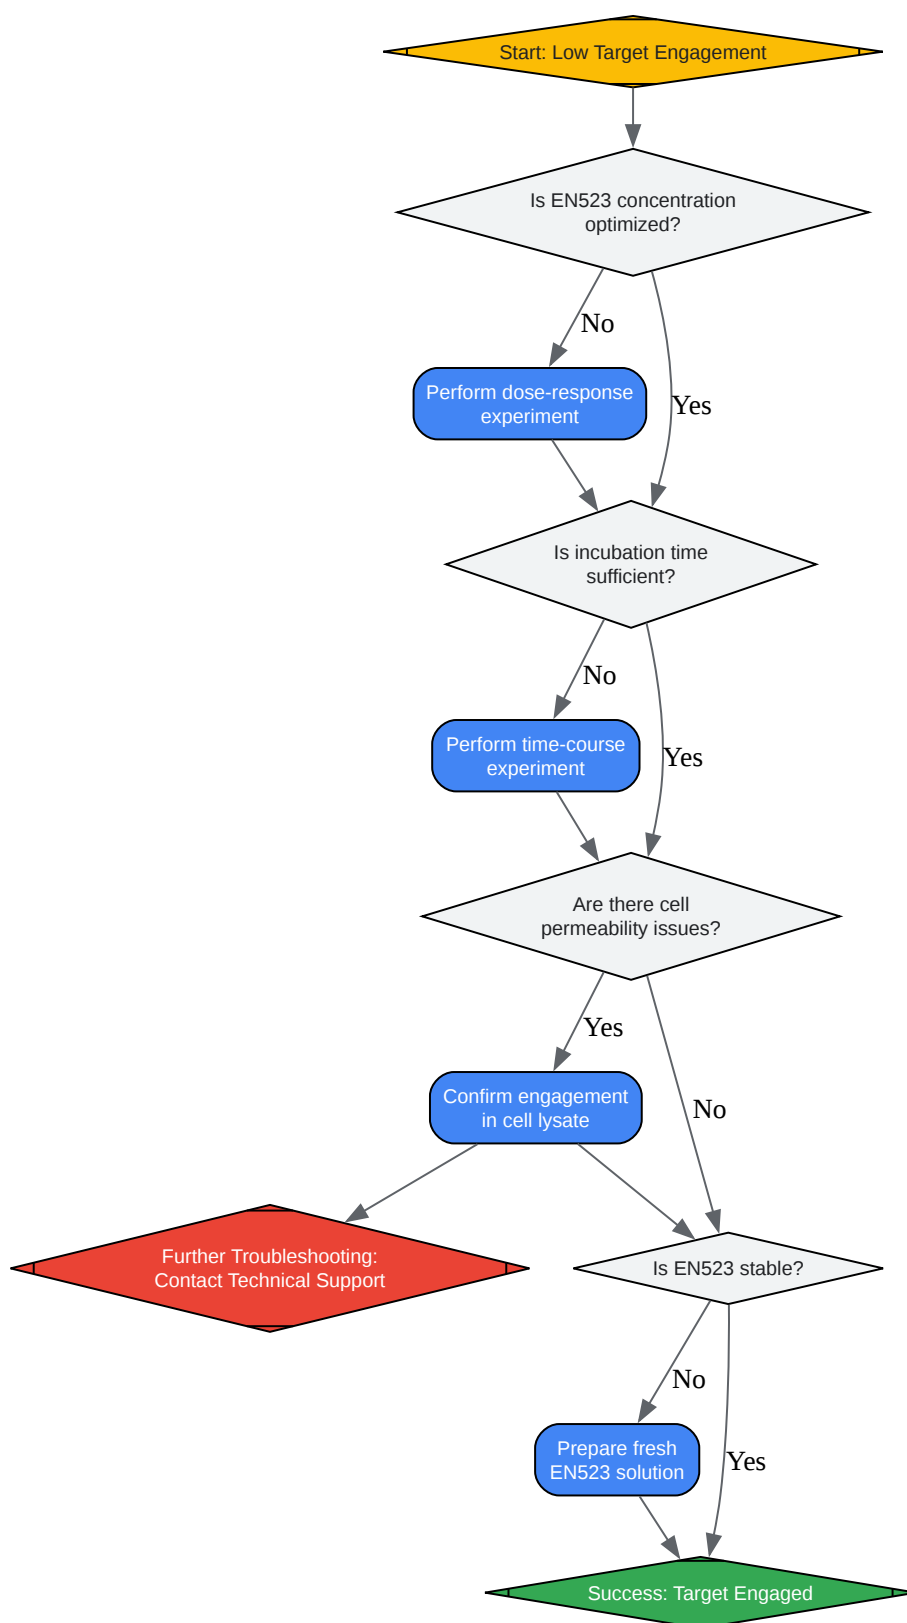 Start: Low Target Engagement
Is EN523 concentration
optimized?
No
Perform dose-response
experiment
Yes
Is incubation time
sufficient?
No
Perform time-course
experiment
Yes
Are there cell
permeability issues?
Yes
Confirm engagement
in cell lysate
No
Further Troubleshooting:
Contact Technical Support
Is EN523 stable?
No
Prepare fresh
EN523 solution
Yes
Success: Target Engaged